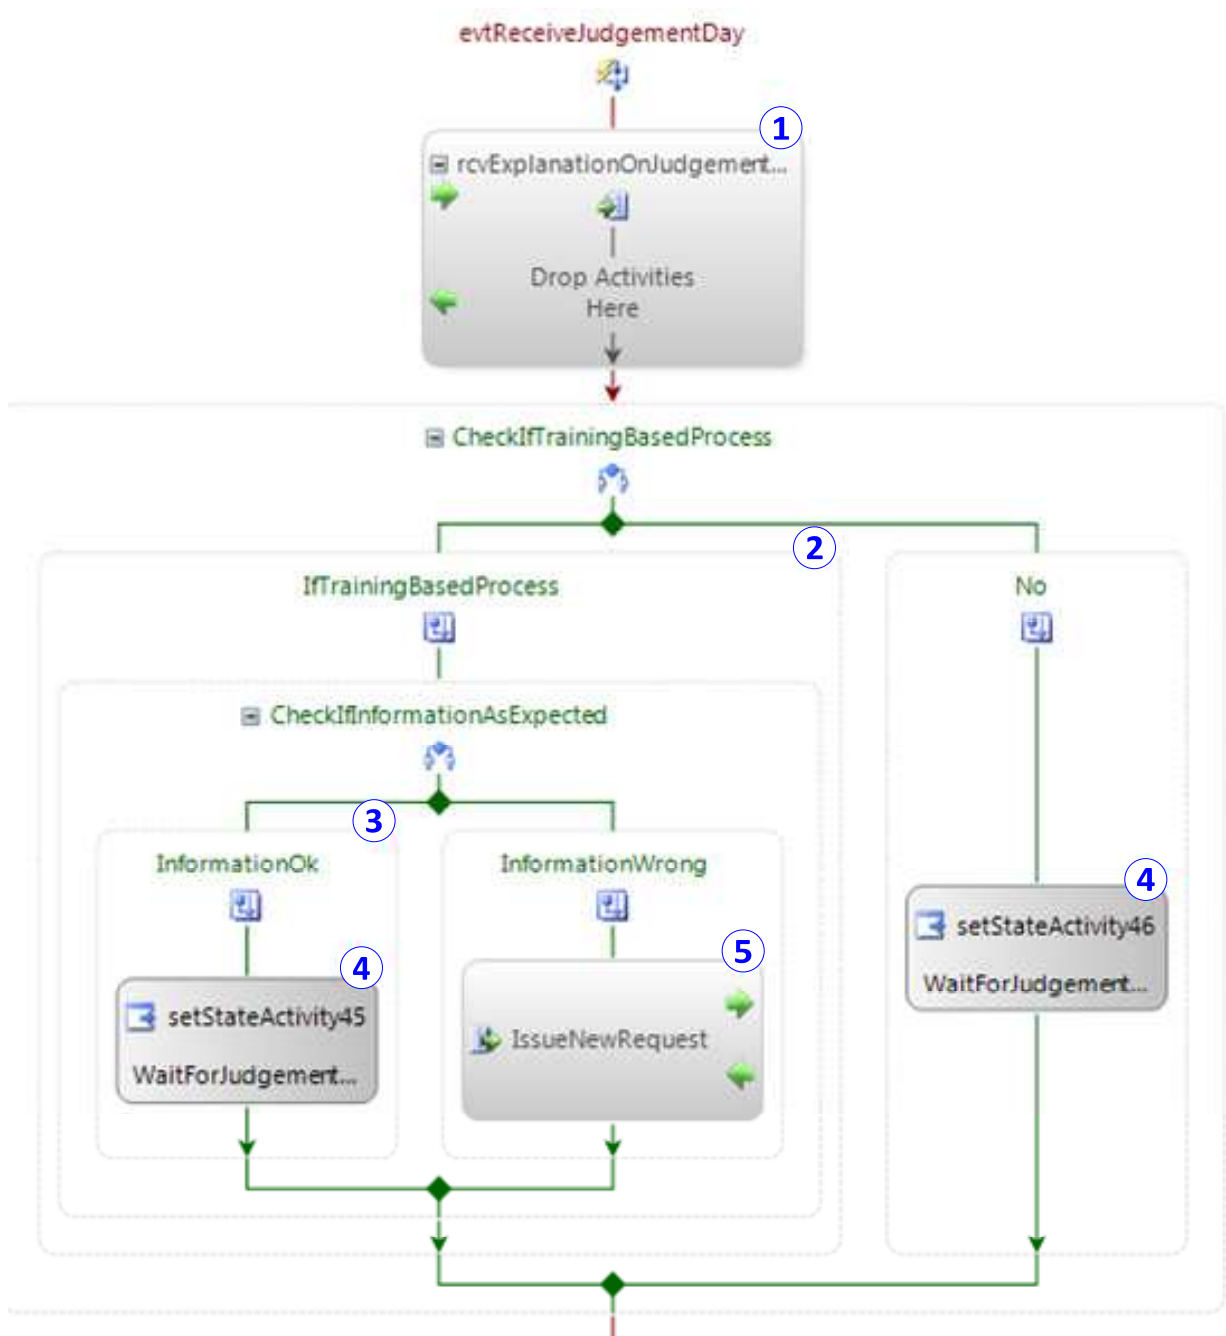 evtReceiveJudgementDay
1
rcvExplanationOnJudgement...
Drop Activities
Here
CheckIfTrainingBasedProcess
2
IfTrainingBasedProcess
No
CheckIfInformationAsExpected
3
InformationOk
InformationWrong
4
setStateActivity46
WaitForJudgement...
4
setStateActivity45
WaitForJudgement...
5
IssueNewRequest